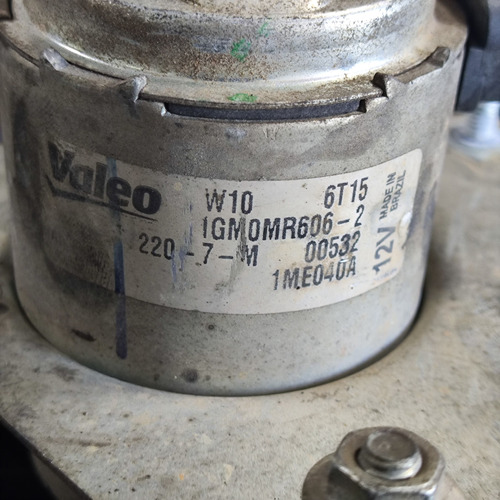 Valeo
W10 6T15
1GM0MR606-2
220-7-M 00532
1ME040A
12V
MADE IN
BRAZIL